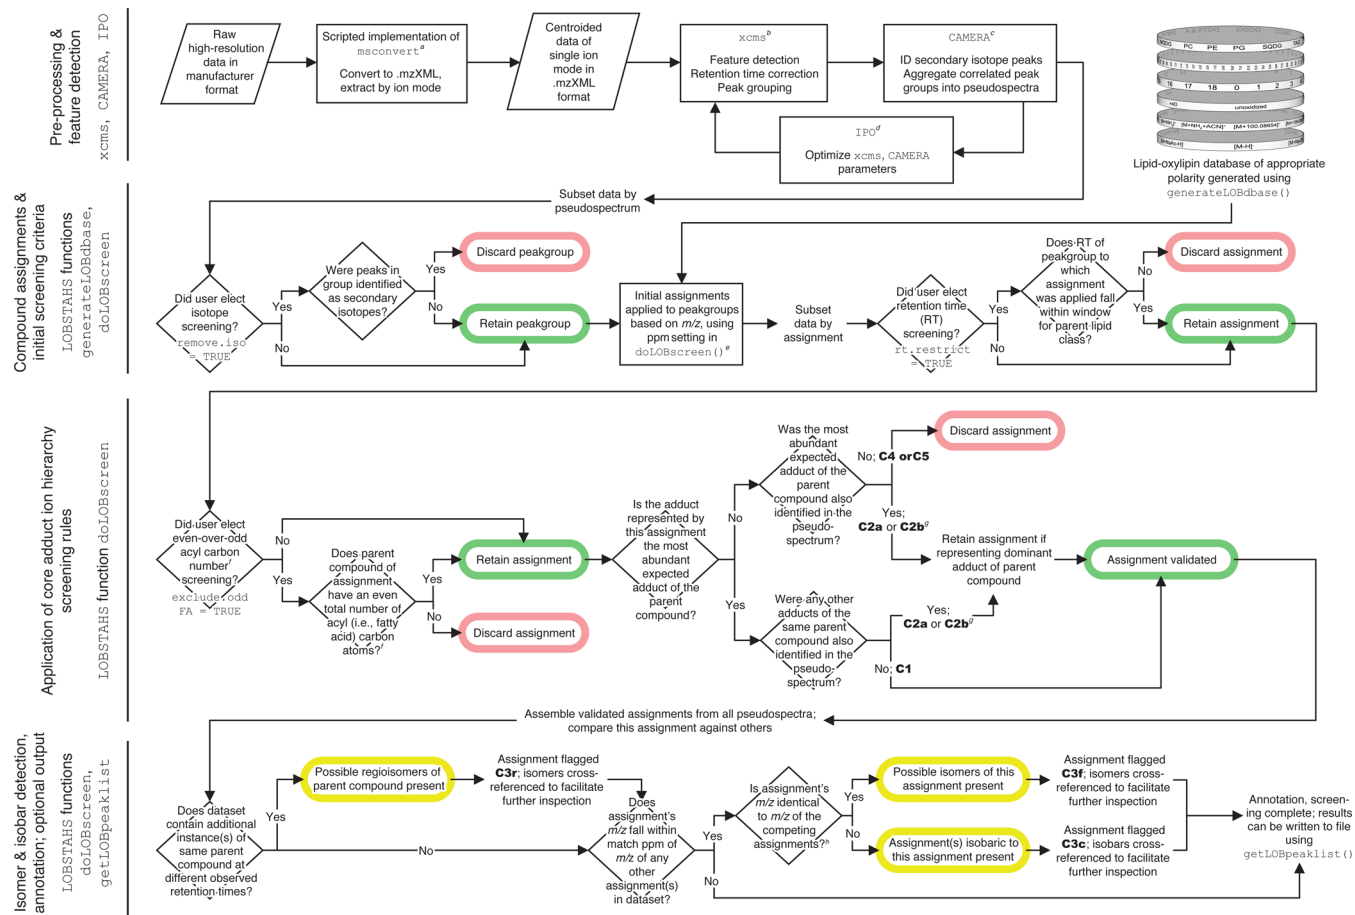 Pre-processing &
feature detection
xcms, CAMERA, IPO
Raw
high-resolution
data in
manufacturer
format
Scripted implementation of
msconvert^a
Convert to .mzXML,
extract by ion mode
Centroided
data of
single ion
mode in
.mzXML
format
xcms^b
Feature detection
Retention time correction
Peak grouping
CAMERA^c
ID secondary isotope peaks
Aggregate correlated peak
groups into pseudospectra
IPO^d
Optimize xcms, CAMERA
parameters
SQDG PC PE PG SQDG TAG
16 17 18 0 1 2 3
unoxidized
[M+NH4+ACN]+ [M+100.08654]+
[M-H]-
Lipid-oxylipin database of appropriate
polarity generated using
generateLOBdbase()
Compound assignments &
initial screening criteria
LOBSTAHS functions
generateLOBdbase,
doLOBscreen
Subset data by
pseudospectrum
Did user elect
isotope screening?
remove.iso
= TRUE
Yes
No
Were peaks in
group identified
as secondary
isotopes?
Yes
No
Discard peakgroup
Retain peakgroup
Initial assignments
applied to peakgroups
based on m/z, using
ppm setting in
doLOBscreen()^e
Subset
data by
assignment
Did user elect
retention time
(RT)
screening?
rt.restrict
= TRUE
Yes
No
Does RT of
peakgroup to
which
assignment
was applied fall
within window
for parent lipid
class?
No
Yes
Discard assignment
Retain assignment
Application of core adduct ion hierarchy
screening rules
LOBSTAHS function doLOBscreen
Did user elect
even-over-odd
acyl carbon
number^f
screening?
exclude.odd
FA = TRUE
No
Yes
Does parent
compound of
assignment
have an even
total number of
acyl (i.e., fatty
acid) carbon
atoms?^f
Yes
No
Retain assignment
Discard assignment
Is the adduct
represented by
this assignment
the most
abundant
expected
adduct of the
parent
compound?
No
Yes
Was the most
abundant
expected
adduct of the
parent
compound also
identified in the
pseudo-
spectrum?
No; C4 orC5
Discard assignment
Yes;
C2a or C2b^g
Were any other
adducts of the
same parent
compound also
identified in the
pseudo-
spectrum?
Yes;
C2a or C2b^g
No; C1
Retain assignment if
representing dominant
adduct of parent
compound
Assignment validated
Assemble validated assignments from all pseudospectra;
compare this assignment against others
Isomer & isobar detection,
annotation; optional output
LOBSTAHS functions
doLOBscreen,
getLOBpeaklist
Does dataset
contain additional
instance(s) of
same parent
compound at
different observed
retention times?
Yes
No
Possible regioisomers of
parent compound present
Assignment flagged
C3r; isomers cross-
referenced to facilitate
further inspection
Does
assignment's
m/z fall within
match ppm of
m/z of any
other
assignment(s)
in dataset?
Yes
No
Is assignment's
m/z identical
to m/z of the
competing
assignments?^h
Yes
No
Possible isomers of this
assignment present
Assignment(s) isobaric to
this assignment present
Assignment flagged
C3f; isomers cross-
referenced to facilitate
further inspection
Assignment flagged
C3c; isobars cross-
referenced to facilitate
further inspection
Annotation, screen-
ing complete; results
can be written to file
using
getLOBpeaklist()